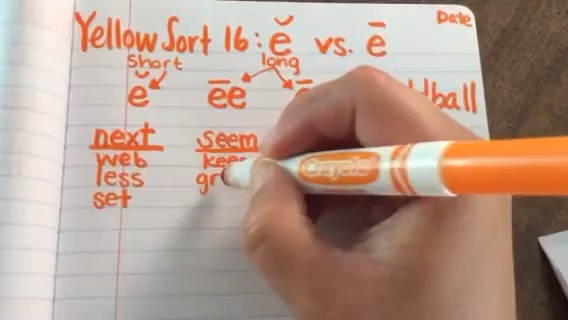 Date
Yellow Sort 16: ĕ vs. ē
short long
ĕ ēē
next seem
web
less
set
Crayola